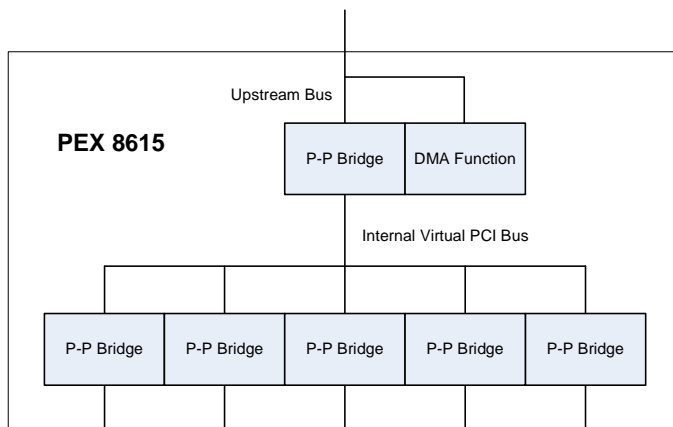 Upstream Bus
PEX 8615
P-P Bridge
DMA Function
Internal Virtual PCI Bus
P-P Bridge
P-P Bridge
P-P Bridge
P-P Bridge
P-P Bridge